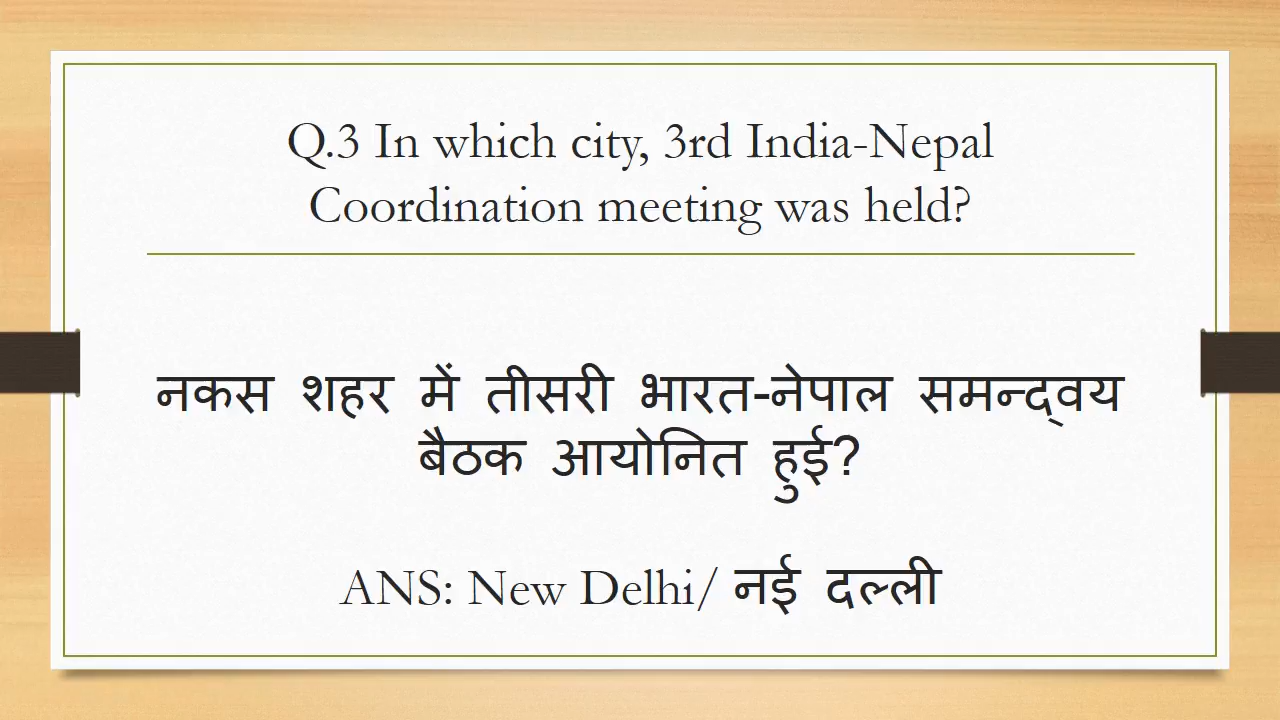 Q.3 In which city, 3rd India-Nepal
Coordination meeting was held?
नकस शहर में तीसरी भारत-नेपाल समन्द्वय
बैठक आयोनित हुई?
ANS: New Delhi/ नई दल्ली